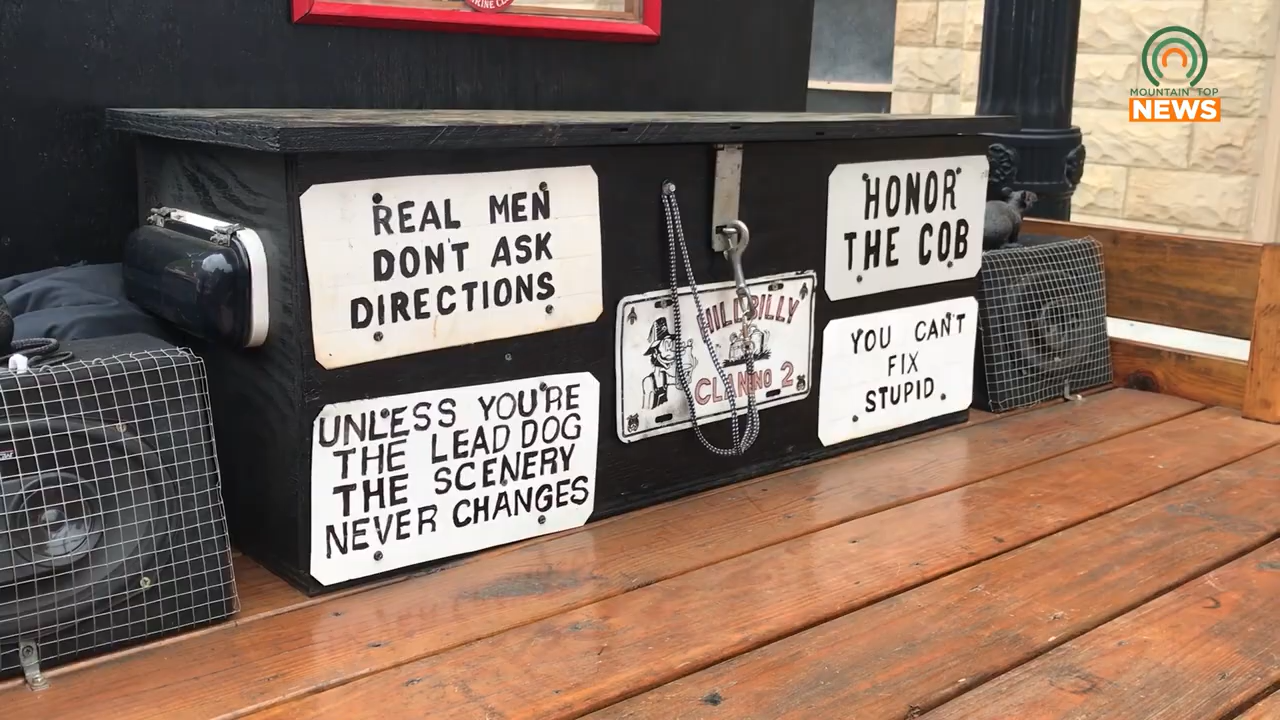 MOUNTAIN TOP
NEWS
REAL MEN
DON'T ASK
DIRECTIONS
UNLESS YOU'RE
THE LEAD DOG
THE SCENERY
NEVER CHANGES
HILLBILLY
CLAN NO 2
HONOR
THE COB
YOU CAN'T
FIX
STUPID.